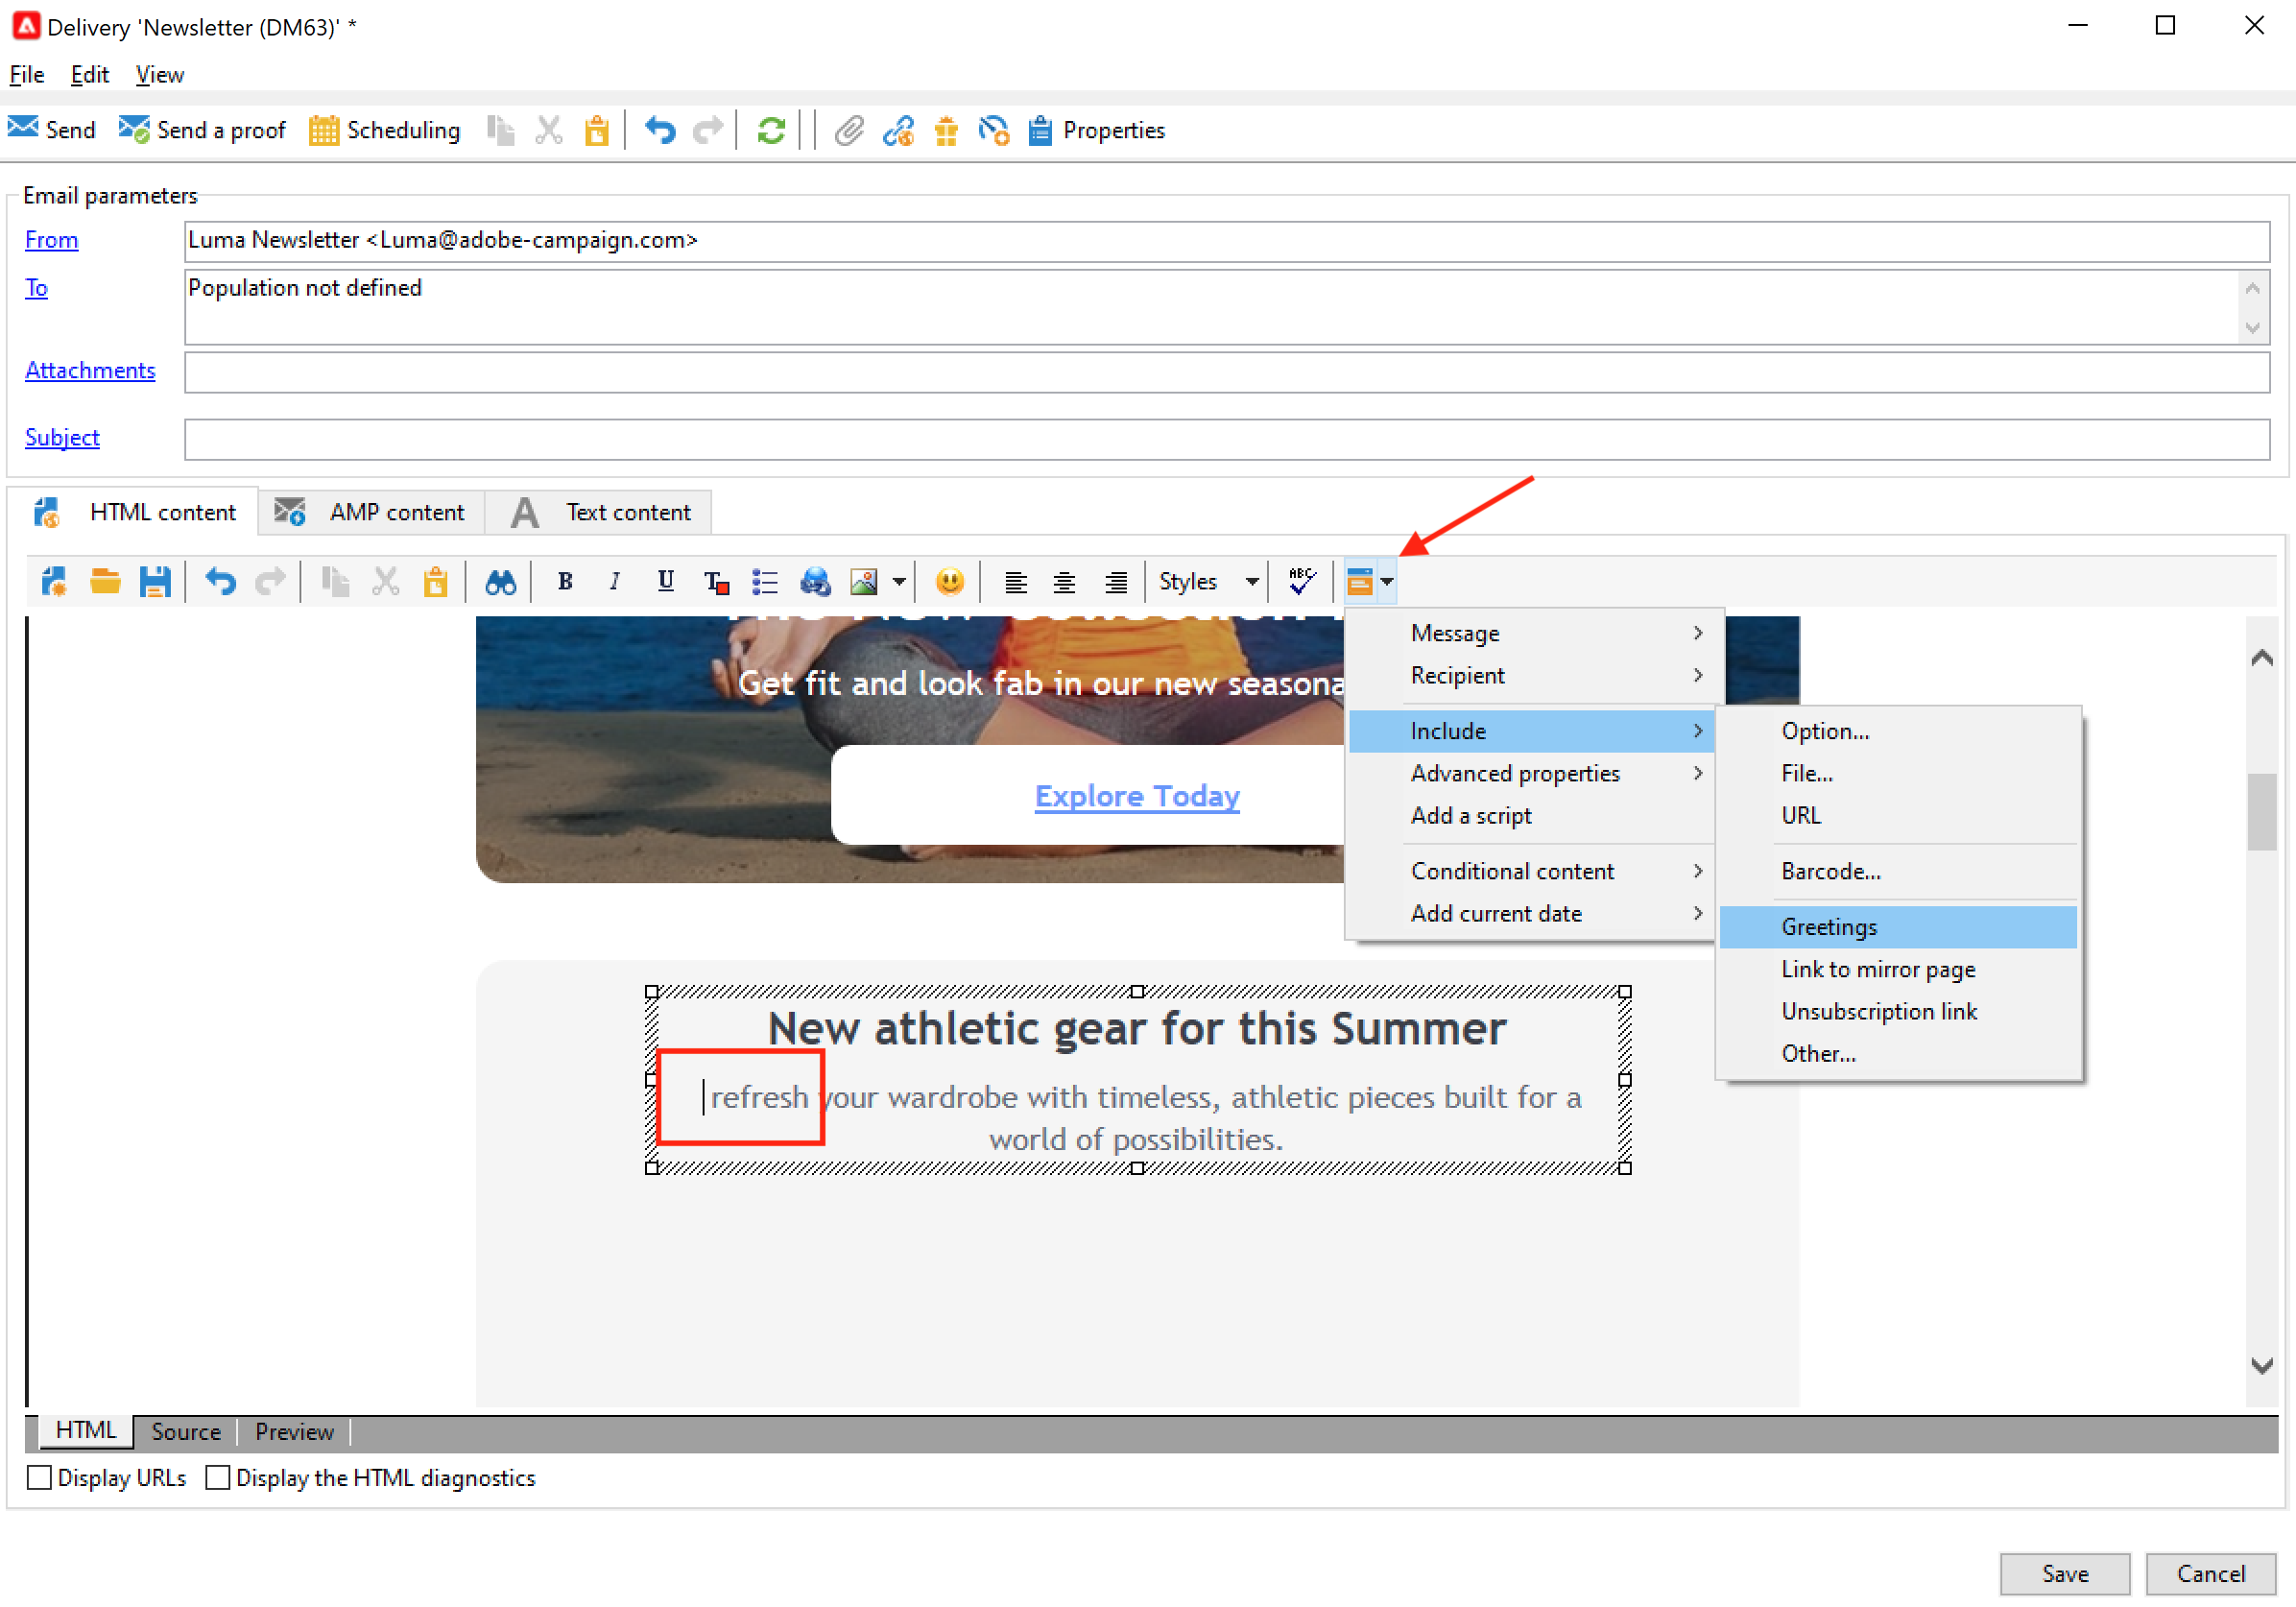 Delivery 'Newsletter (DM63)' *
File Edit View
Send Send a proof Scheduling Properties
Email parameters
From Luma Newsletter <Luma@adobe-campaign.com>
To Population not defined
Attachments
Subject
HTML content AMP content Text content
B I U T Styles ABC
Get fit and look fab in our new seasona
Explore Today
Message
Recipient
Include
Advanced properties
Add a script
Conditional content
Add current date
Option...
File...
URL
Barcode...
Greetings
Link to mirror page
Unsubscription link
Other...
New athletic gear for this Summer
refresh your wardrobe with timeless, athletic pieces built for a
world of possibilities.
HTML Source Preview
Display URLs Display the HTML diagnostics
Save Cancel